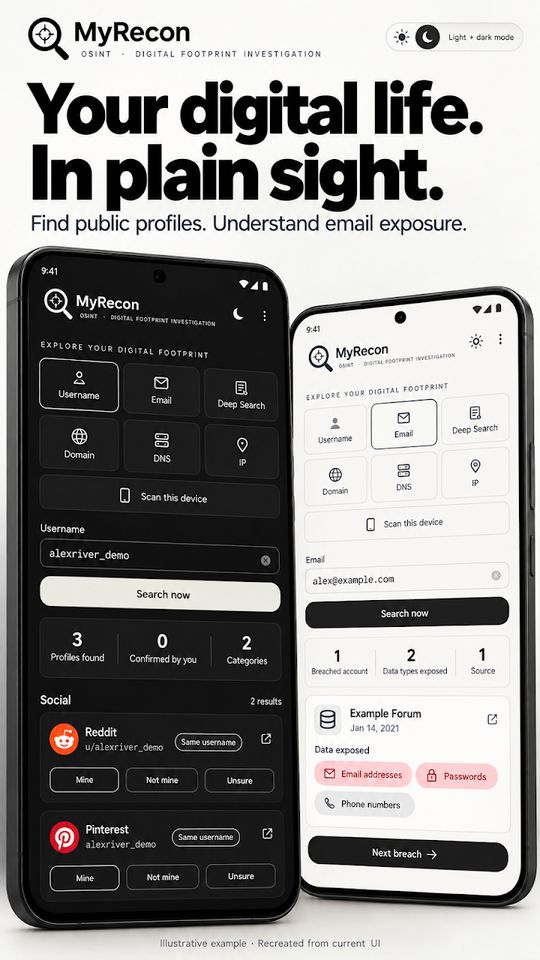 MyRecon
OSINT · DIGITAL FOOTPRINT INVESTIGATION
Light + dark mode
Your digital life.
In plain sight.
Find public profiles. Understand email exposure.
9:41
MyRecon
OSINT · DIGITAL FOOTPRINT INVESTIGATION
EXPLORE YOUR DIGITAL FOOTPRINT
Username
Email
Deep Search
Domain
DNS
IP
Scan this device
Username
alexriver_demo
Search now
3
Profiles found
0
Confirmed by you
2
Categories
Social
2 results
Reddit
u/alexriver_demo
Same username
Mine
Not mine
Unsure
Pinterest
alexriver_demo
Same username
Mine
Not mine
Unsure
9:41
MyRecon
OSINT · DIGITAL FOOTPRINT INVESTIGATION
EXPLORE YOUR DIGITAL FOOTPRINT
Username
Email
Deep Search
Domain
DNS
IP
Scan this device
Email
alex@example.com
Search now
1
Breached account
2
Data types exposed
1
Source
Example Forum
Jan 14, 2021
Data exposed
Email addresses
Passwords
Phone numbers
Next breach →
Illustrative example · Recreated from current UI